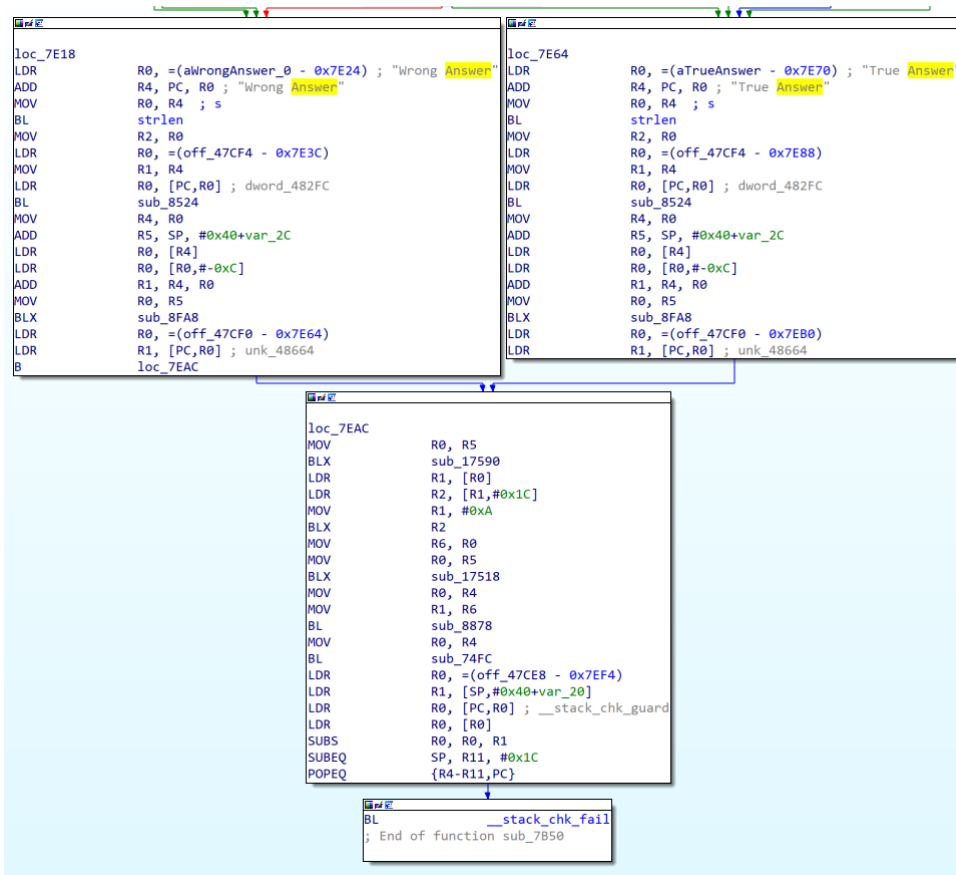 loc_7E18
LDR R0, =(aWrongAnswer_0 - 0x7E24) ; "Wrong Answer"
ADD R4, PC, R0 ; "Wrong Answer"
MOV R0, R4 ; s
BL strlen
MOV R2, R0
LDR R0, =(off_47CF4 - 0x7E3C)
MOV R1, R4
LDR R0, [PC,R0] ; dword_482FC
BL sub_8524
MOV R4, R0
ADD R5, SP, #0x40+var_2C
LDR R0, [R4]
LDR R0, [R0,#-0xC]
ADD R1, R4, R0
MOV R0, R5
BLX sub_8FA8
LDR R0, =(off_47CF0 - 0x7E64)
LDR R1, [PC,R0] ; unk_48664
B loc_7EAC
loc_7E64
LDR R0, =(aTrueAnswer - 0x7E70) ; "True Answer"
ADD R4, PC, R0 ; "True Answer"
MOV R0, R4 ; s
BL strlen
MOV R2, R0
LDR R0, =(off_47CF4 - 0x7E88)
MOV R1, R4
LDR R0, [PC,R0] ; dword_482FC
BL sub_8524
MOV R4, R0
ADD R5, SP, #0x40+var_2C
LDR R0, [R4]
LDR R0, [R0,#-0xC]
ADD R1, R4, R0
MOV R0, R5
BLX sub_8FA8
LDR R0, =(off_47CF0 - 0x7EB0)
LDR R1, [PC,R0] ; unk_48664
loc_7EAC
MOV R0, R5
BLX sub_17590
LDR R1, [R0]
LDR R2, [R1,#0x1C]
MOV R1, #0xA
BLX R2
MOV R6, R0
MOV R0, R5
BLX sub_17518
MOV R0, R4
MOV R1, R6
BL sub_8878
MOV R0, R4
BL sub_74FC
LDR R0, =(off_47CE8 - 0x7EF4)
LDR R1, [SP,#0x40+var_20]
LDR R0, [PC,R0] ; __stack_chk_guard
LDR R0, [R0]
SUBS R0, R0, R1
SUBEQ SP, R11, #0x1C
POPEQ {R4-R11,PC}
BL __stack_chk_fail
; End of function sub_7B50